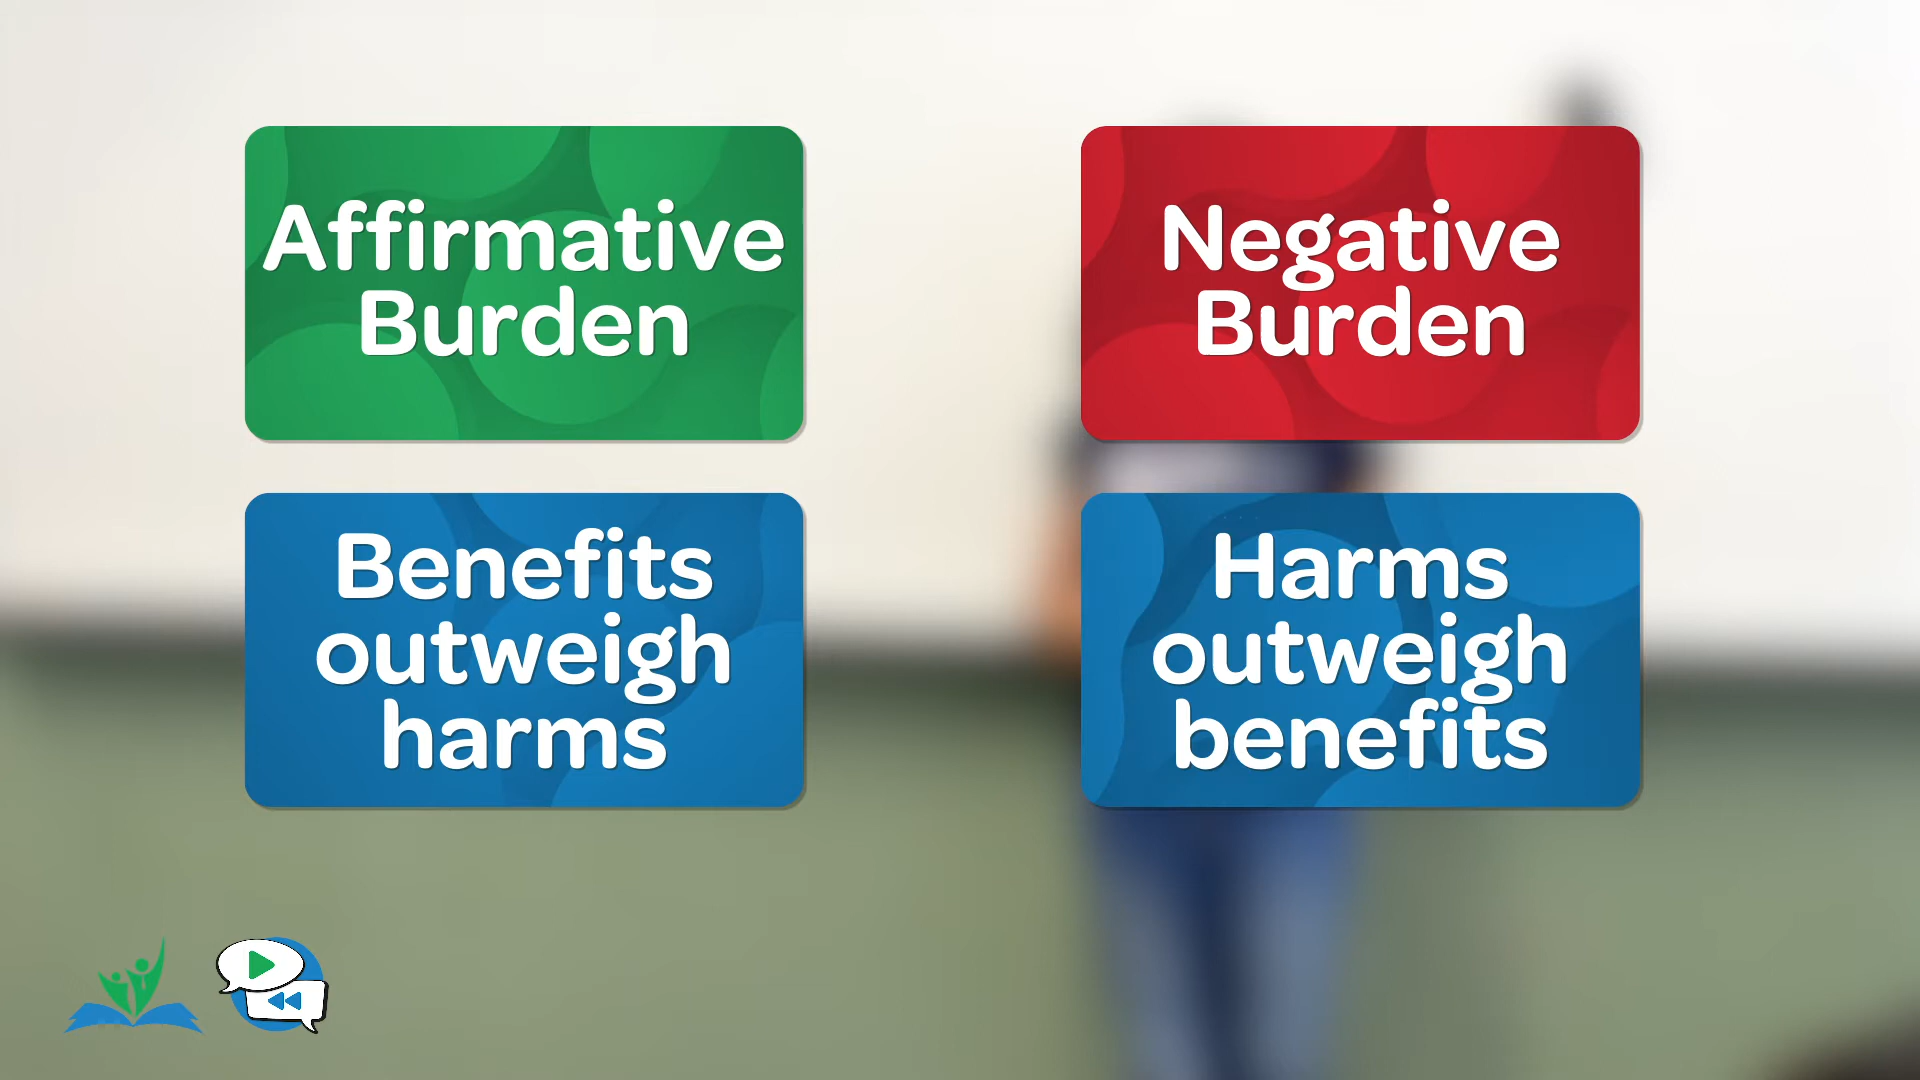 Affirmative
Burden
Negative
Burden
Benefits
outweigh
harms
Harms
outweigh
benefits